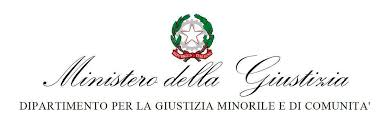 Ministero della Giustizia
DIPARTIMENTO PER LA GIUSTIZIA MINORILE E DI COMUNITA'